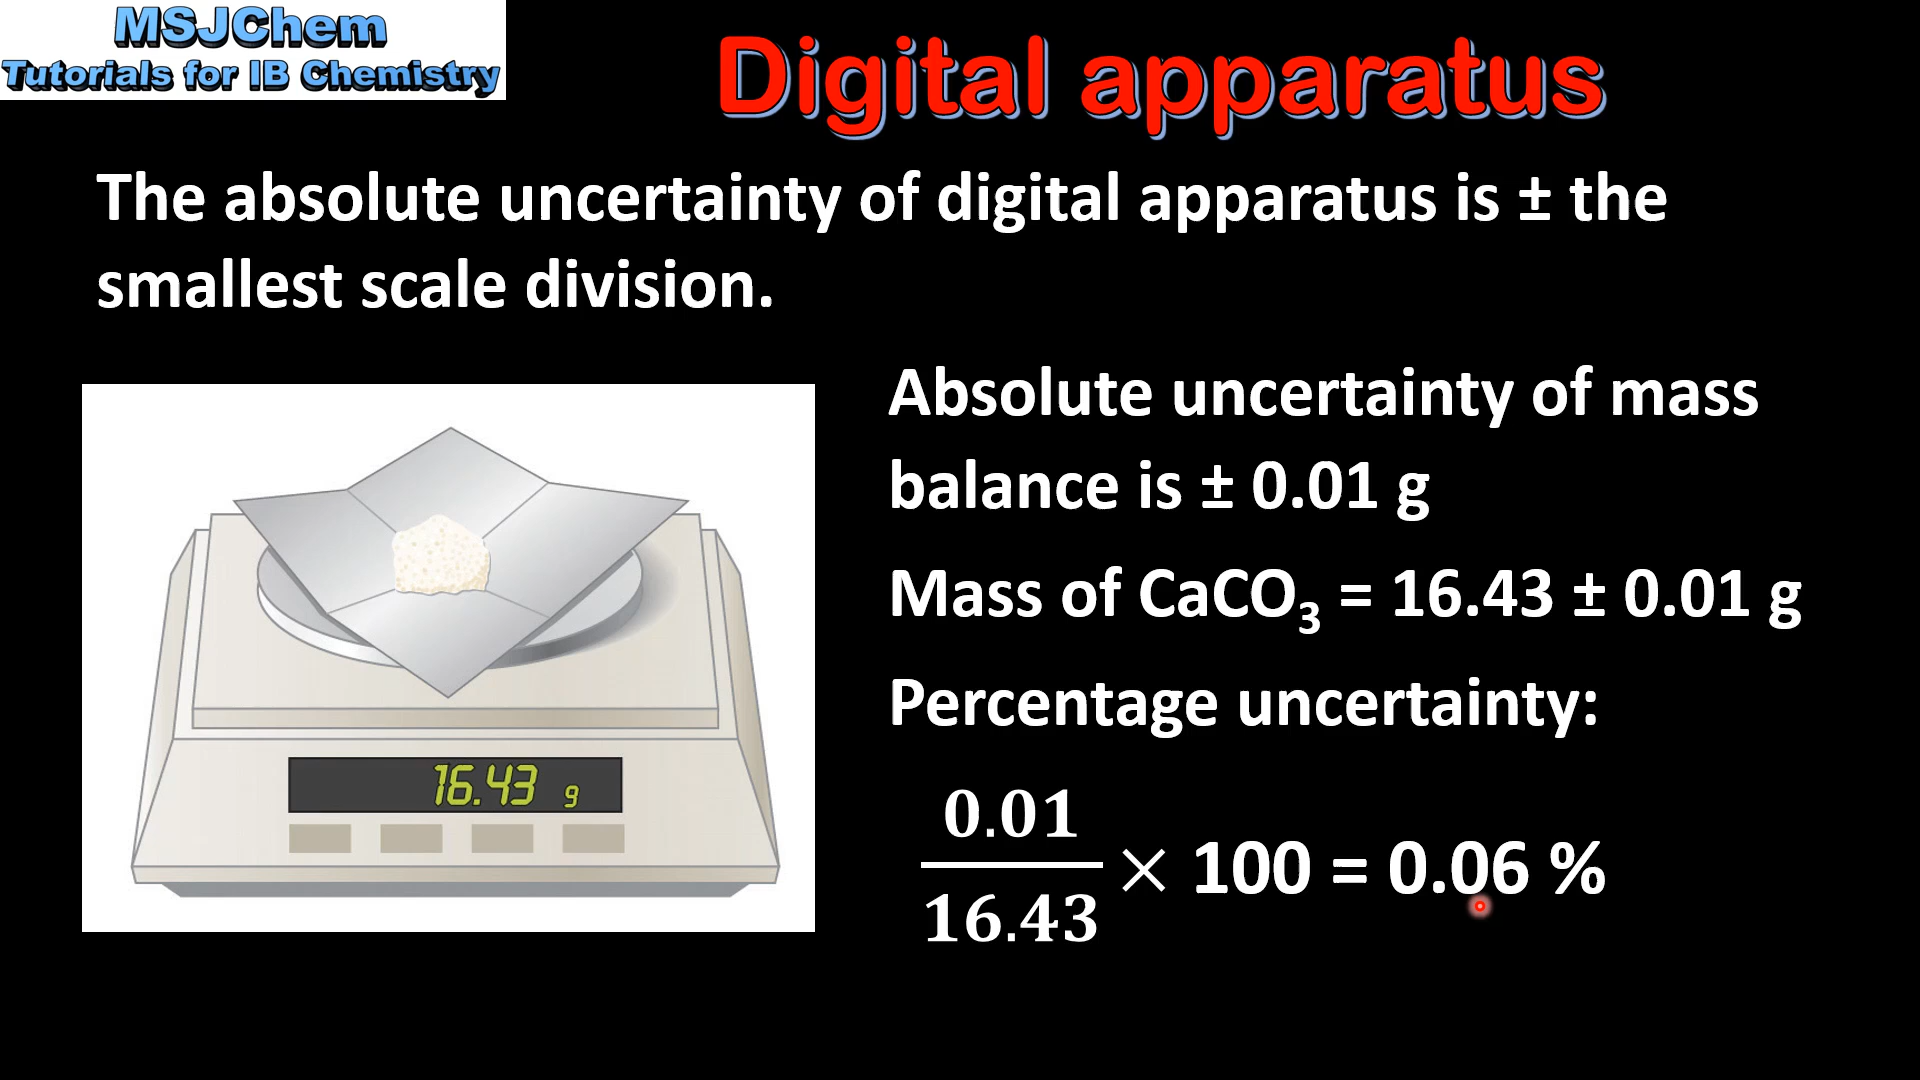 MSJChem
Tutorials for IB Chemistry
Digital apparatus
The absolute uncertainty of digital apparatus is ± the
smallest scale division.
Absolute uncertainty of mass
balance is ± 0.01 g
Mass of CaCO₃ = 16.43 ± 0.01 g
Percentage uncertainty:
0.01
16.43
× 100 = 0.06 %
16.43 g